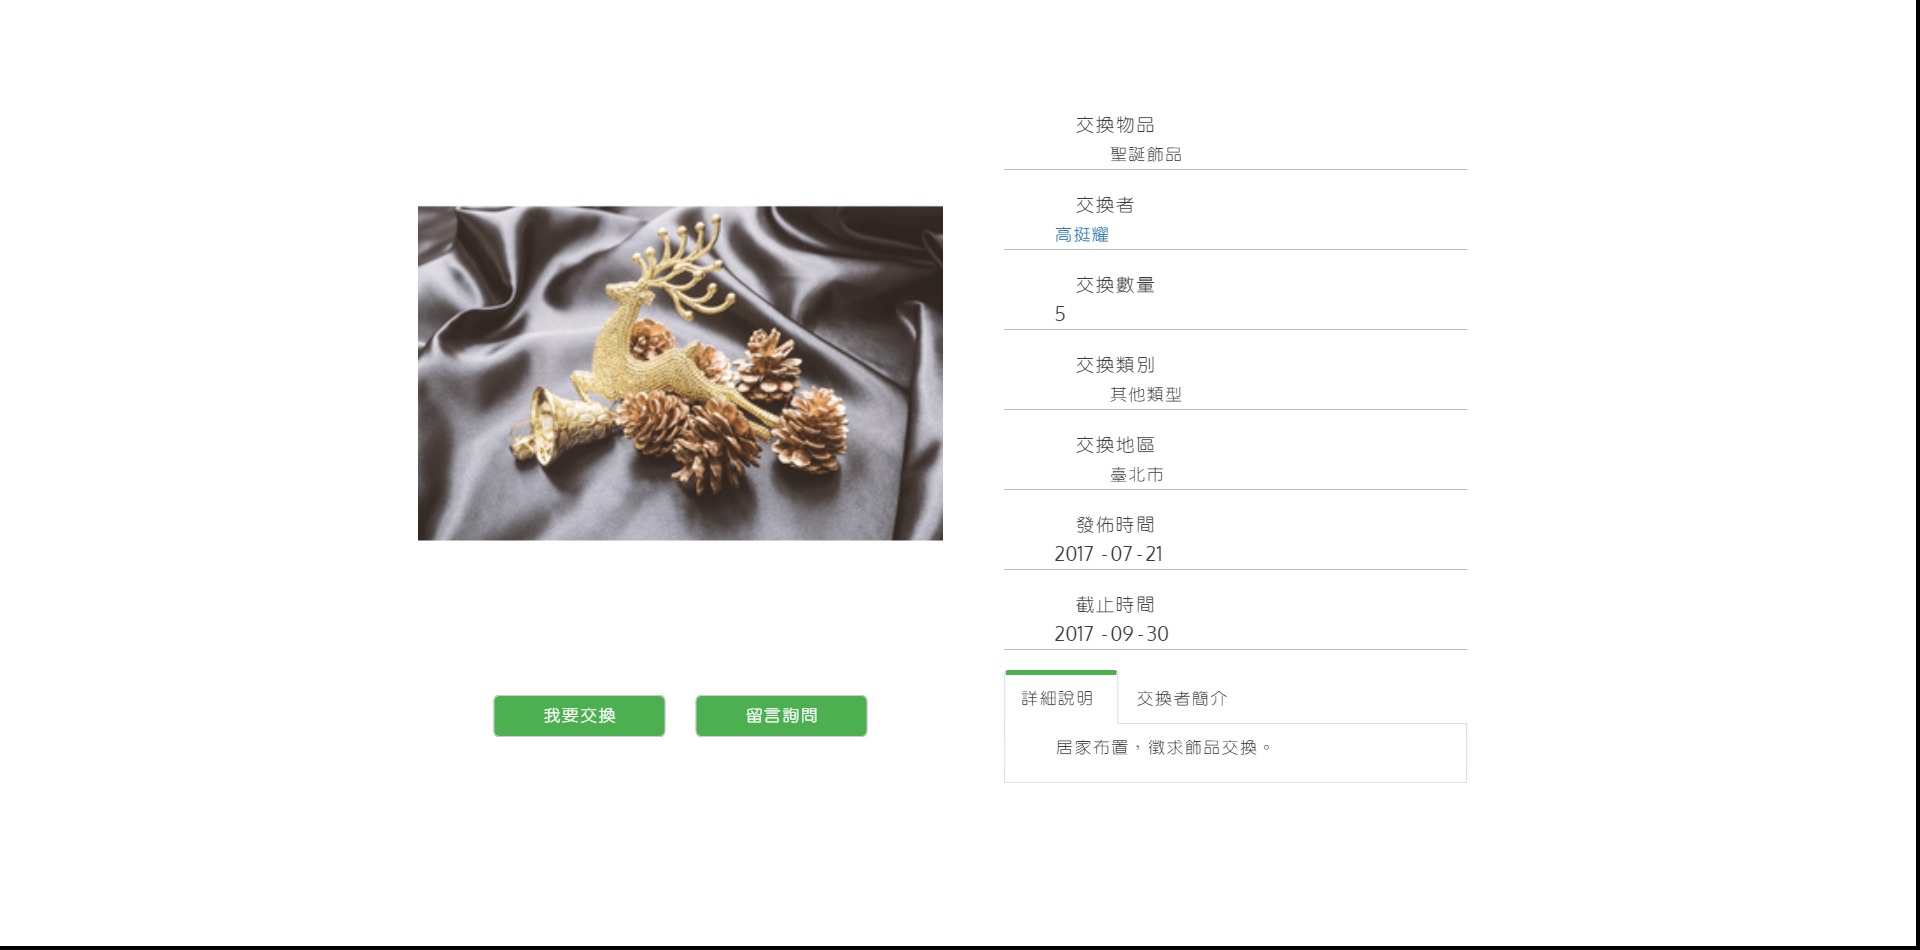 交換物品
聖誕飾品
交換者
高挺耀
交換數量
5
交換類別
其他類型
交換地區
臺北市
發佈時間
2017 -07-21
截止時間
2017 -09-30
我要交換
留言詢問
詳細說明
交換者簡介
居家布置，徵求飾品交換。